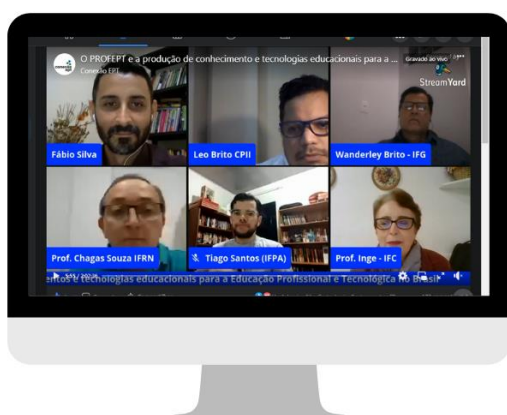 O PROFEPT e a produção de conhecimento e tecnologias educacionais para a ...
Conexão EPT
Gravado ao vivo
StreamYard
Fábio Silva
Leo Brito CPII
Wanderley Brito - IFG
Prof. Chagas Souza IFRN
Tiago Santos (IFPA)
Prof. Inge - IFC
entos e tecnologias educacionais para a Educação Profissional e Tecnológica no Brasil